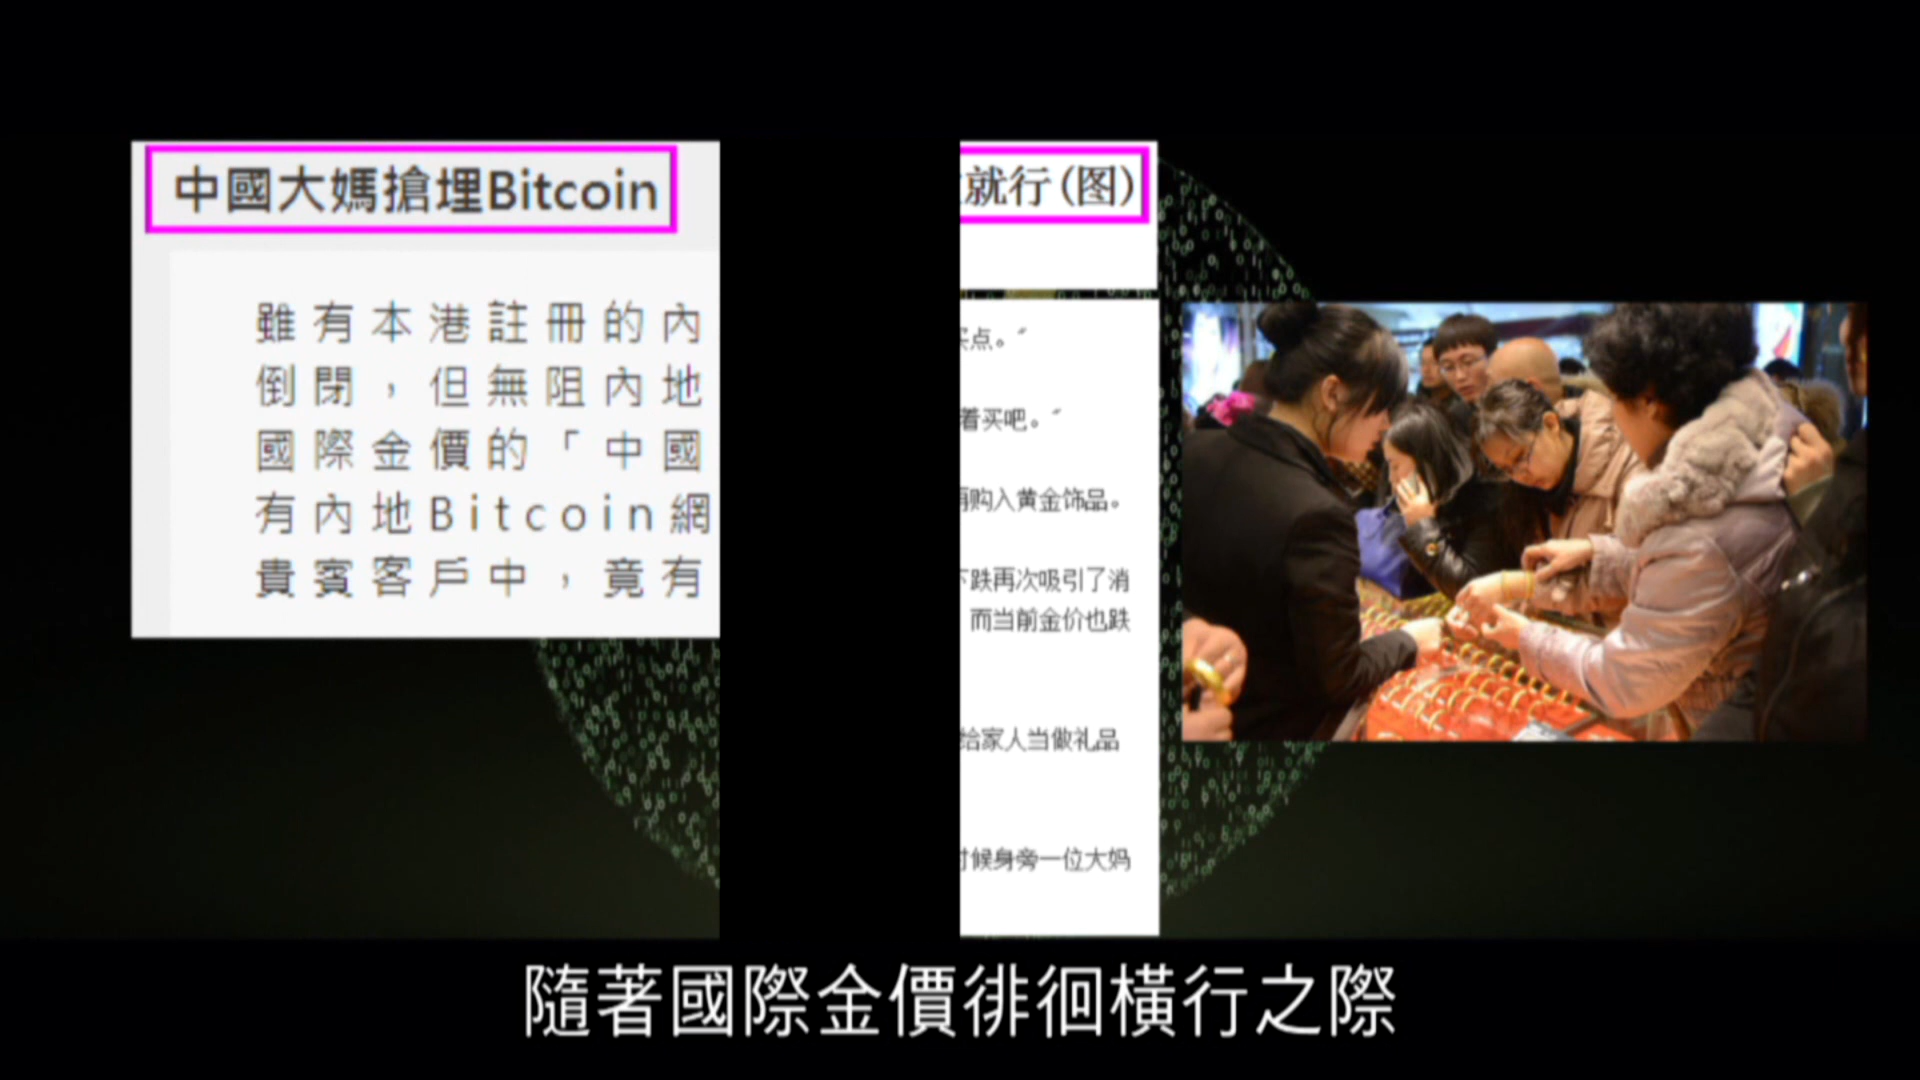 中國大媽搶埋Bitcoin
雖有本港註冊的內
倒閉，但無阻內地
國際金價的「中國
有內地Bitcoin網
貴賓客戶中，竟有
就行(图)
买点。"
着买吧。"
再购入黄金饰品。
下跌再次吸引了消
而当前金价也跌
给家人当做礼品
时候身旁一位大妈
隨著國際金價徘徊橫行之際